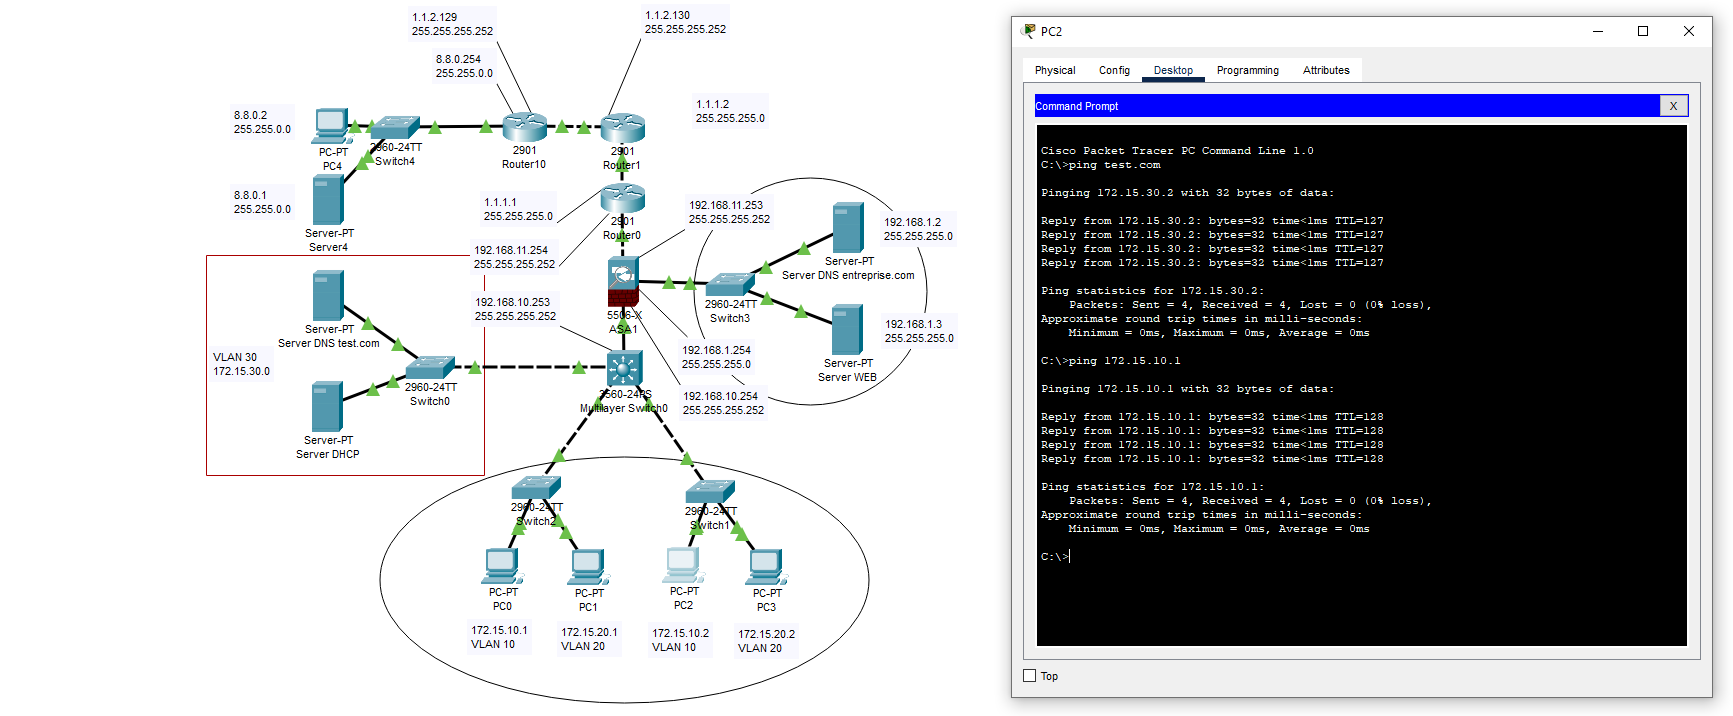 1.1.2.129
255.255.255.252
1.1.2.130
255.255.255.252
8.8.0.254
255.255.0.0
1.1.1.2
255.255.255.0
8.8.0.2
255.255.0.0
PC-PT
PC4
2960-24TT
Switch4
2901
Router10
2901
Router1
8.8.0.1
255.255.0.0
Server-PT
Server4
1.1.1.1
255.255.255.0
2901
Router0
192.168.11.253
255.255.255.252
192.168.11.254
255.255.255.252
192.168.1.2
255.255.255.0
Server-PT
Server DNS entreprise.com
2960-24TT
Switch3
192.168.10.253
255.255.255.252
5506-X
ASA1
192.168.1.3
255.255.255.0
Server-PT
Server WEB
192.168.1.254
255.255.255.0
192.168.10.254
255.255.255.252
Server-PT
Server DNS test.com
VLAN 30
172.15.30.0
2960-24TT
Switch0
Server-PT
Server DHCP
3560-24PS
Multilayer Switch0
2960-24TT
Switch2
2960-24TT
Switch1
PC-PT
PC0
PC-PT
PC1
PC-PT
PC2
PC-PT
PC3
172.15.10.1
VLAN 10
172.15.20.1
VLAN 20
172.15.10.2
VLAN 10
172.15.20.2
VLAN 20
PC2
Physical Config Desktop Programming Attributes
Command Prompt
X
Cisco Packet Tracer PC Command Line 1.0
C:\>ping test.com
Pinging 172.15.30.2 with 32 bytes of data:
Reply from 172.15.30.2: bytes=32 time<1ms TTL=127
Reply from 172.15.30.2: bytes=32 time<1ms TTL=127
Reply from 172.15.30.2: bytes=32 time<1ms TTL=127
Reply from 172.15.30.2: bytes=32 time<1ms TTL=127
Ping statistics for 172.15.30.2:
Packets: Sent = 4, Received = 4, Lost = 0 (0% loss),
Approximate round trip times in milli-seconds:
Minimum = 0ms, Maximum = 0ms, Average = 0ms
C:\>ping 172.15.10.1
Pinging 172.15.10.1 with 32 bytes of data:
Reply from 172.15.10.1: bytes=32 time<1ms TTL=128
Reply from 172.15.10.1: bytes=32 time<1ms TTL=128
Reply from 172.15.10.1: bytes=32 time<1ms TTL=128
Reply from 172.15.10.1: bytes=32 time<1ms TTL=128
Ping statistics for 172.15.10.1:
Packets: Sent = 4, Received = 4, Lost = 0 (0% loss),
Approximate round trip times in milli-seconds:
Minimum = 0ms, Maximum = 0ms, Average = 0ms
C:\>
Top